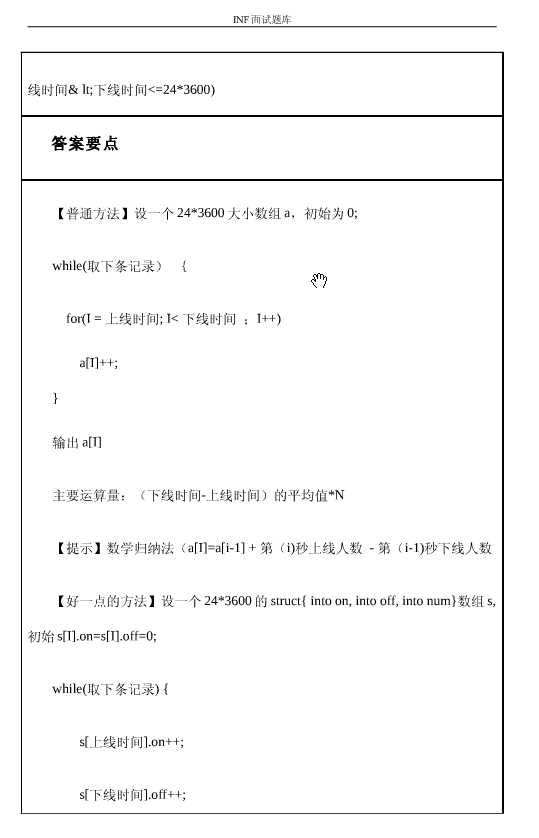 INF 面试题库
线时间& lt;下线时间<=24*3600)
答案要点
【普通方法】设一个 24*3600 大小数组 a，初始为 0;
while(取下条记录） {
for(I = 上线时间; I< 下线时间 ；I++)
a[I]++;
}
输出 a[I]
主要运算量：（下线时间-上线时间）的平均值*N
【提示】数学归纳法（a[I]=a[i-1] + 第（i)秒上线人数 - 第（i-1)秒下线人数
【好一点的方法】设一个 24*3600 的 struct{ into on, into off, into num}数组 s,
初始 s[I].on=s[I].off=0;
while(取下条记录) {
s[上线时间].on++;
s[下线时间].off++;